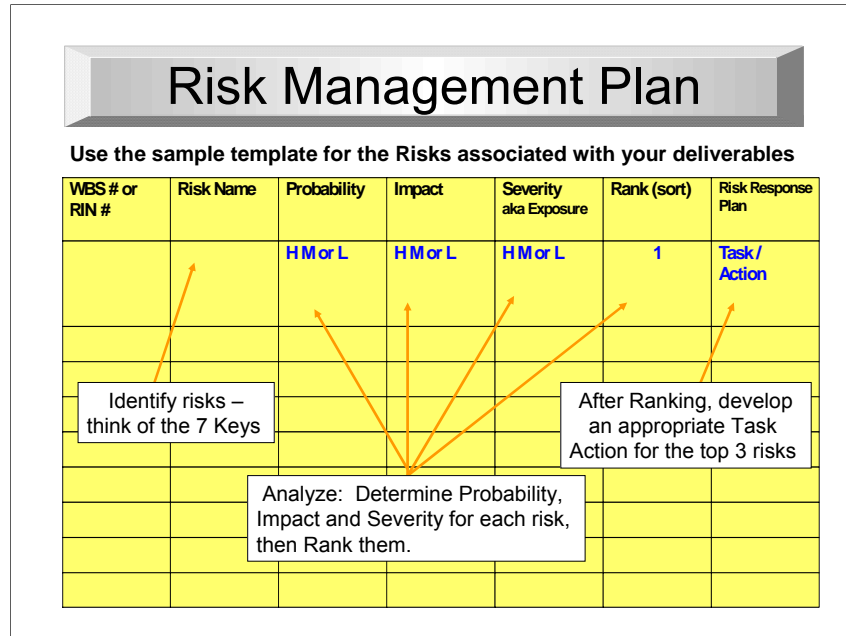 Risk Management Plan
Use the sample template for the Risks associated with your deliverables
WBS # or RIN # Risk Name Probability Impact Severity aka Exposure Rank (sort) Risk Response Plan
H M or L H M or L H M or L 1 Task / Action
Identify risks –
think of the 7 Keys
After Ranking, develop
an appropriate Task
Action for the top 3 risks
Analyze: Determine Probability,
Impact and Severity for each risk,
then Rank them.